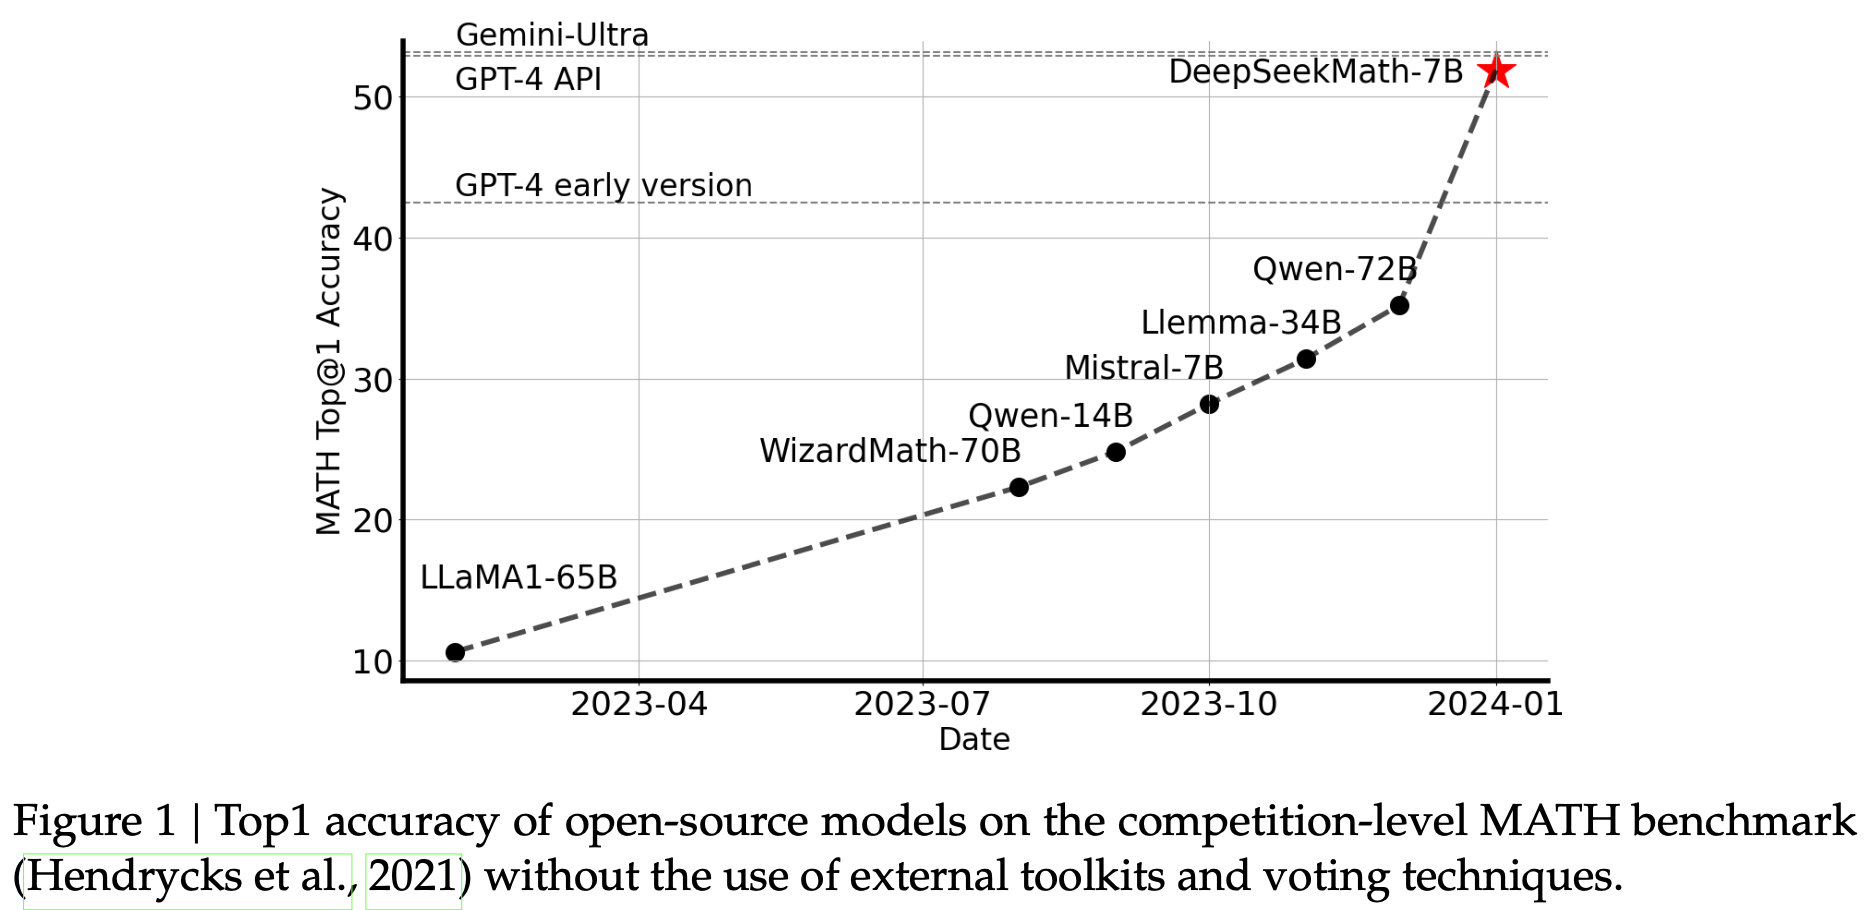 Gemini-Ultra
GPT-4 API
DeepSeekMath-7B
50
GPT-4 early version
40
Qwen-72B
Llemma-34B
Mistral-7B
30
Qwen-14B
WizardMath-70B
20
LLaMA1-65B
10
MATH Top@1 Accuracy
2023-04 2023-07 2023-10 2024-01
Date
Figure 1 | Top1 accuracy of open-source models on the competition-level MATH benchmark
(Hendrycks et al., 2021) without the use of external toolkits and voting techniques.